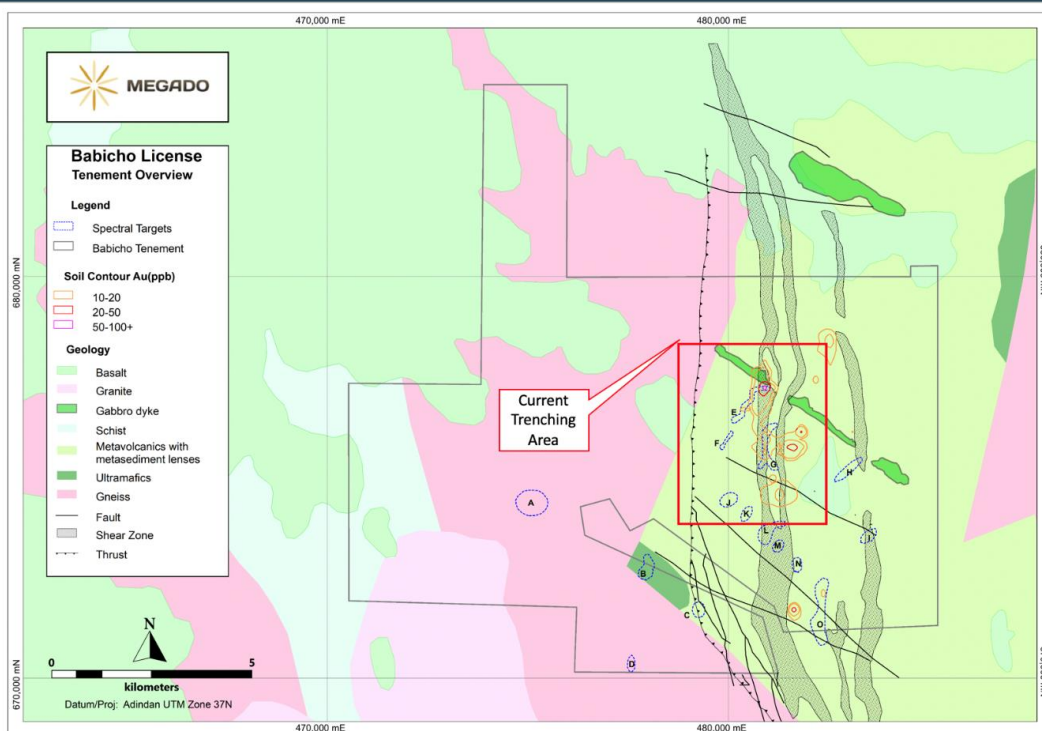 470,000 mE
480,000 mE
MEGADO
Babicho License
Tenement Overview
Legend
Spectral Targets
Babicho Tenement
Soil Contour Au(ppb)
10-20
20-50
50-100+
Geology
Basalt
Granite
Gabbro dyke
Schist
Metavolcanics with
metasediment lenses
Ultramafics
Gneiss
Fault
Shear Zone
Thrust
N
0
5
kilometers
Datum/Proj: Adindan UTM Zone 37N
680,000 mN
670,000 mN
Current
Trenching
Area
E
F
G
H
A
J
K
L
I
M
N
B
C
O
D
470,000 mE
480,000 mE